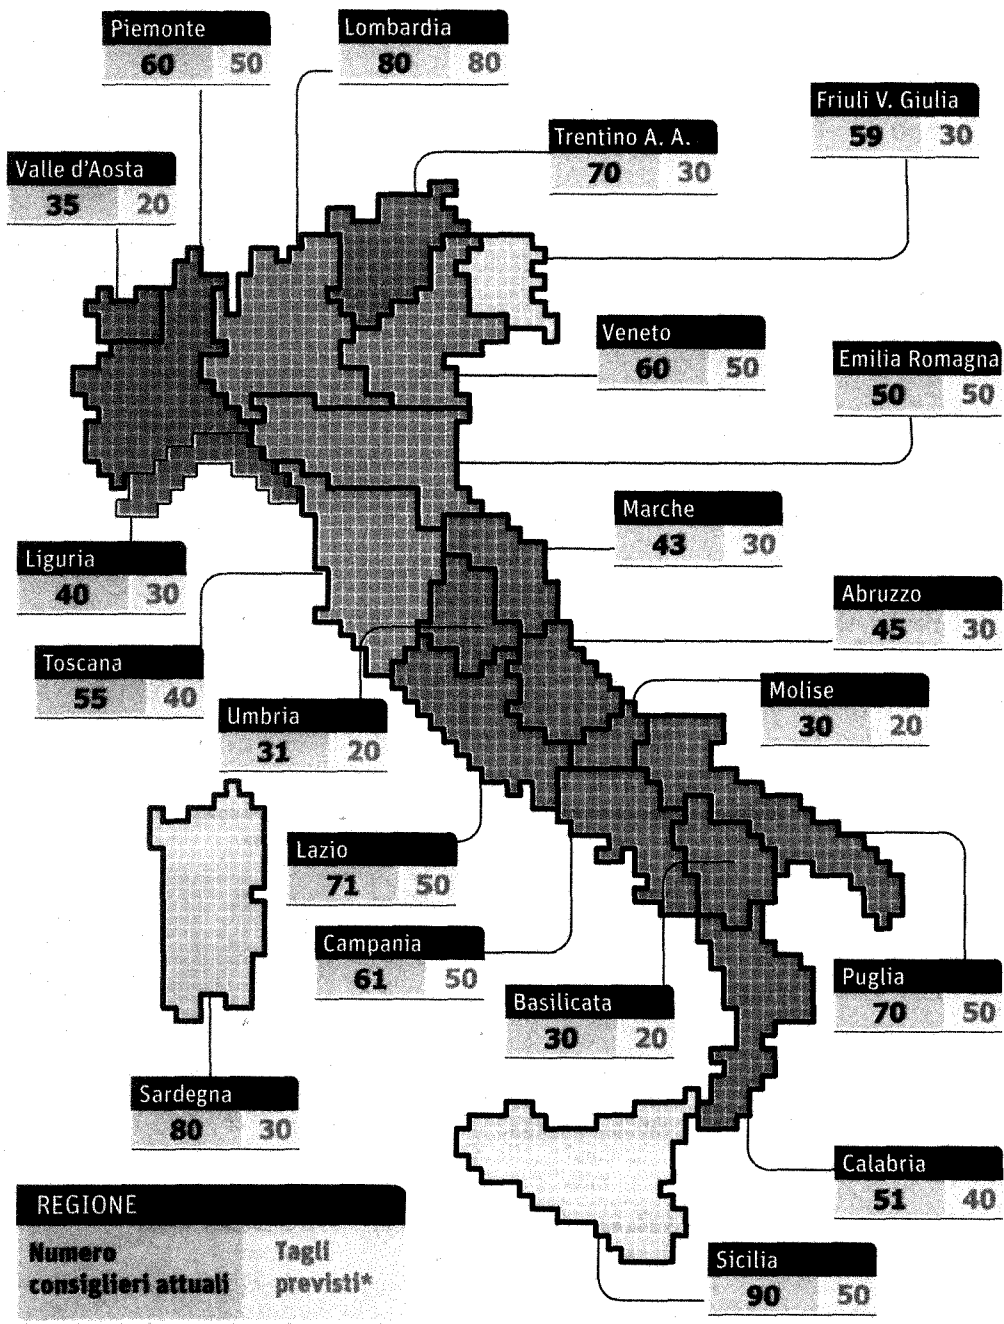 Piemonte
60 50
Lombardia
80 80
Friuli V. Giulia
59 30
Trentino A. A.
70 30
Valle d'Aosta
35 20
Veneto
60 50
Emilia Romagna
50 50
Marche
43 30
Liguria
40 30
Abruzzo
45 30
Toscana
55 40
Molise
30 20
Umbria
31 20
Lazio
71 50
Campania
61 50
Puglia
70 50
Basilicata
30 20
Sardegna
80 30
Calabria
51 40
Sicilia
90 50
REGIONE
Numero
consiglieri attuali
Tagli
previsti*